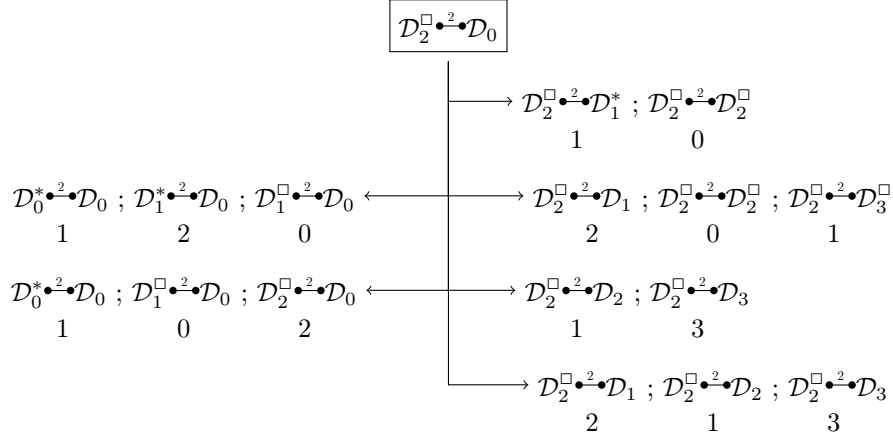 𝒟₂□ •—²—• 𝒟₀
𝒟₂□ •—²—• 𝒟₁* ; 𝒟₂□ •—²—• 𝒟₂□
1 0
𝒟₀* •—²—• 𝒟₀ ; 𝒟₁* •—²—• 𝒟₀ ; 𝒟₁□ •—²—• 𝒟₀ 𝒟₂□ •—²—• 𝒟₁ ; 𝒟₂□ •—²—• 𝒟₂□ ; 𝒟₂□ •—²—• 𝒟₃□
1 2 0 2 0 1
𝒟₀* •—²—• 𝒟₀ ; 𝒟₁□ •—²—• 𝒟₀ ; 𝒟₂□ •—²—• 𝒟₀ 𝒟₂□ •—²—• 𝒟₂ ; 𝒟₂□ •—²—• 𝒟₃
1 0 2 1 3
𝒟₂□ •—²—• 𝒟₁ ; 𝒟₂□ •—²—• 𝒟₂ ; 𝒟₂□ •—²—• 𝒟₃
2 1 3